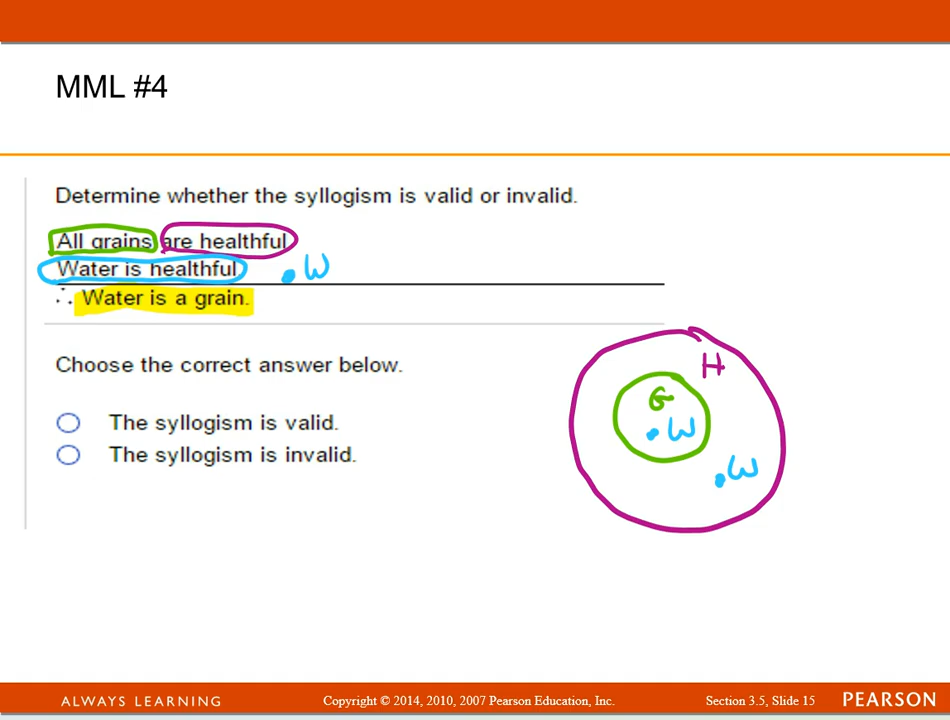 MML #4
Determine whether the syllogism is valid or invalid.
All grains are healthful
Water is healthful
W
∴ Water is a grain.
Choose the correct answer below.
The syllogism is valid.
The syllogism is invalid.
H
G
W
W
ALWAYS LEARNING
Copyright © 2014, 2010, 2007 Pearson Education, Inc.
Section 3.5, Slide 15
PEARSON